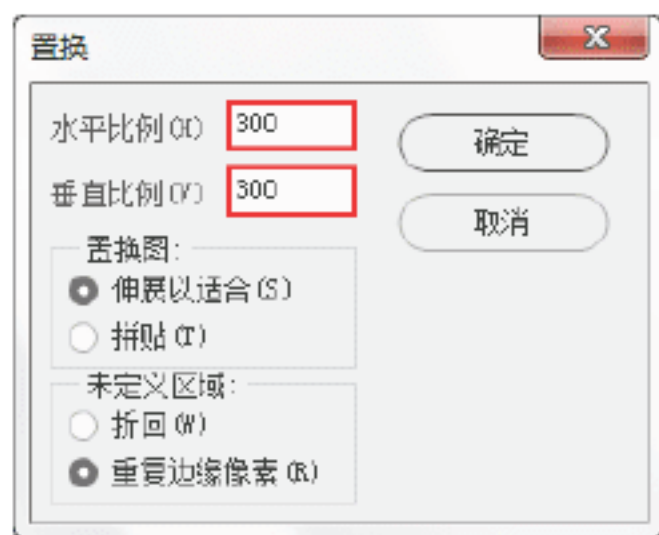 置换
水平比例(H) 300
确定
垂直比例(V) 300
取消
置换图:
伸展以适合(S)
拼贴(T)
未定义区域:
折回(W)
重复边缘像素(R)